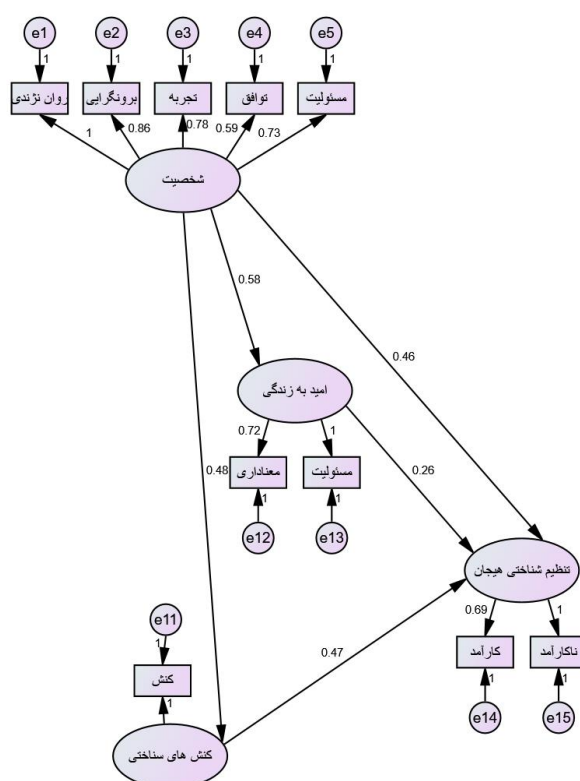 e1 e2 e3 e4 e5
1 1 1 1 1
روان نژندی برونگرایی تجربه توافق مسئولیت
1 0.86 0.78 0.59 0.73
شخصیت
0.58
0.46
امید به زندگی
0.72 1
0.48 معناداری مسئولیت 0.26
1 1
e12 e13
تنظیم شناختی هیجان
e11
0.69 1
1
0.47
کنش کارآمد ناکارآمد
1 1 1
e14 e15
کنش های سناختی